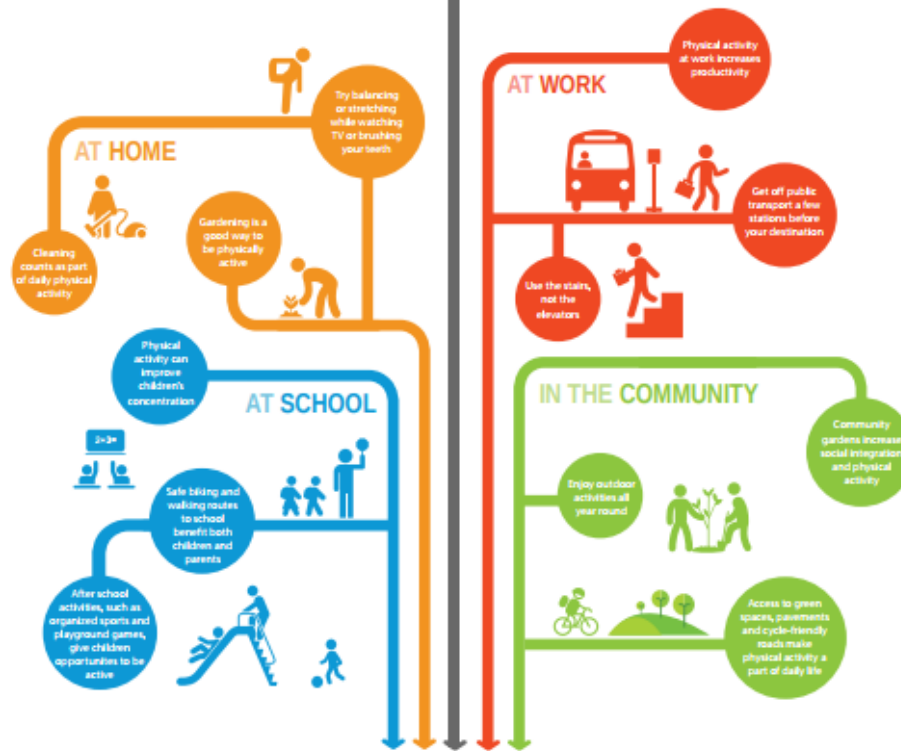 AT HOME
Try balancing
or stretching
while watching
TV or brushing
your teeth
Gardening is a
good way to
be physically
active
Cleaning
counts as part
of daily physical
activity
AT WORK
Physical activity
at work increases
productivity
Get off public
transport a few
stations before
your destination
Use the stairs,
not the
elevators
AT SCHOOL
Physical
activity can
improve
children's
concentration
2+3=
Safe biking and
walking routes
to school
benefit both
children and
parents
After school
activities, such as
organized sports and
playground games,
give children
opportunities to be
active
IN THE COMMUNITY
Community
gardens increase
social integration
and physical
activity
Enjoy outdoor
activities all
year round
Access to green
spaces, pavements
and cycle-friendly
roads make
physical activity a
part of daily life